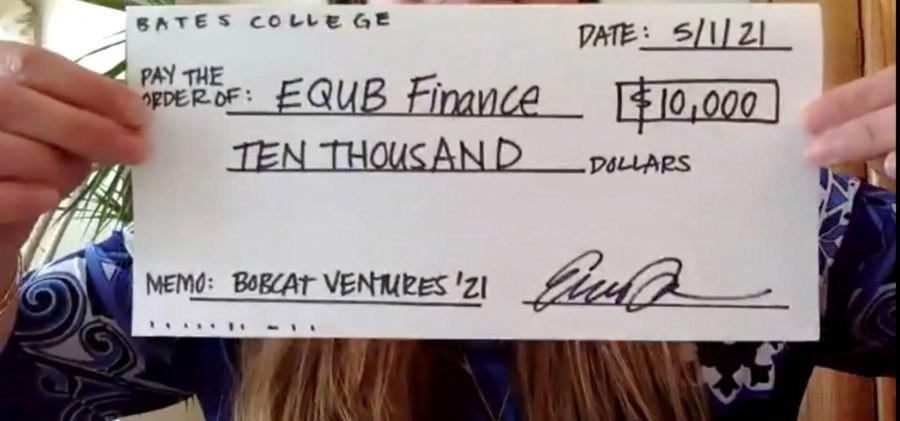 BATES COLLEGE
DATE: 5/1/21
PAY THE
ORDER OF: EQUB Finance $10,000
TEN THOUSAND DOLLARS
MEMO: BOBCAT VENTURES '21